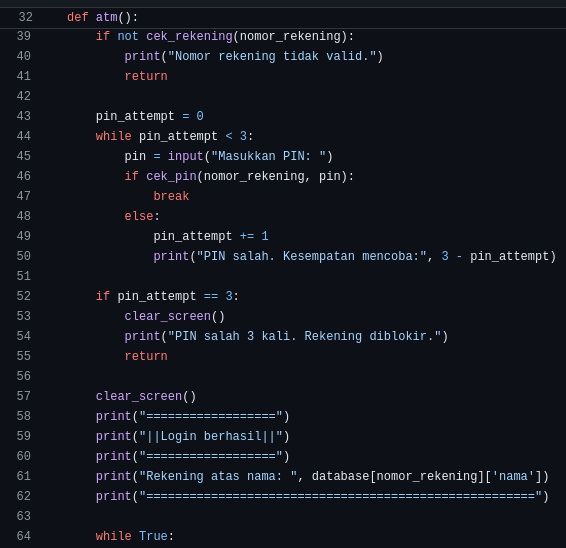 32 def atm():
39 if not cek_rekening(nomor_rekening):
40 print("Nomor rekening tidak valid.")
41 return
42
43 pin_attempt = 0
44 while pin_attempt < 3:
45 pin = input("Masukkan PIN: ")
46 if cek_pin(nomor_rekening, pin):
47 break
48 else:
49 pin_attempt += 1
50 print("PIN salah. Kesempatan mencoba:", 3 - pin_attempt)
51
52 if pin_attempt == 3:
53 clear_screen()
54 print("PIN salah 3 kali. Rekening diblokir.")
55 return
56
57 clear_screen()
58 print("==================")
59 print("||Login berhasil||")
60 print("==================")
61 print("Rekening atas nama: ", database[nomor_rekening]['nama'])
62 print("======================================================")
63
64 while True: